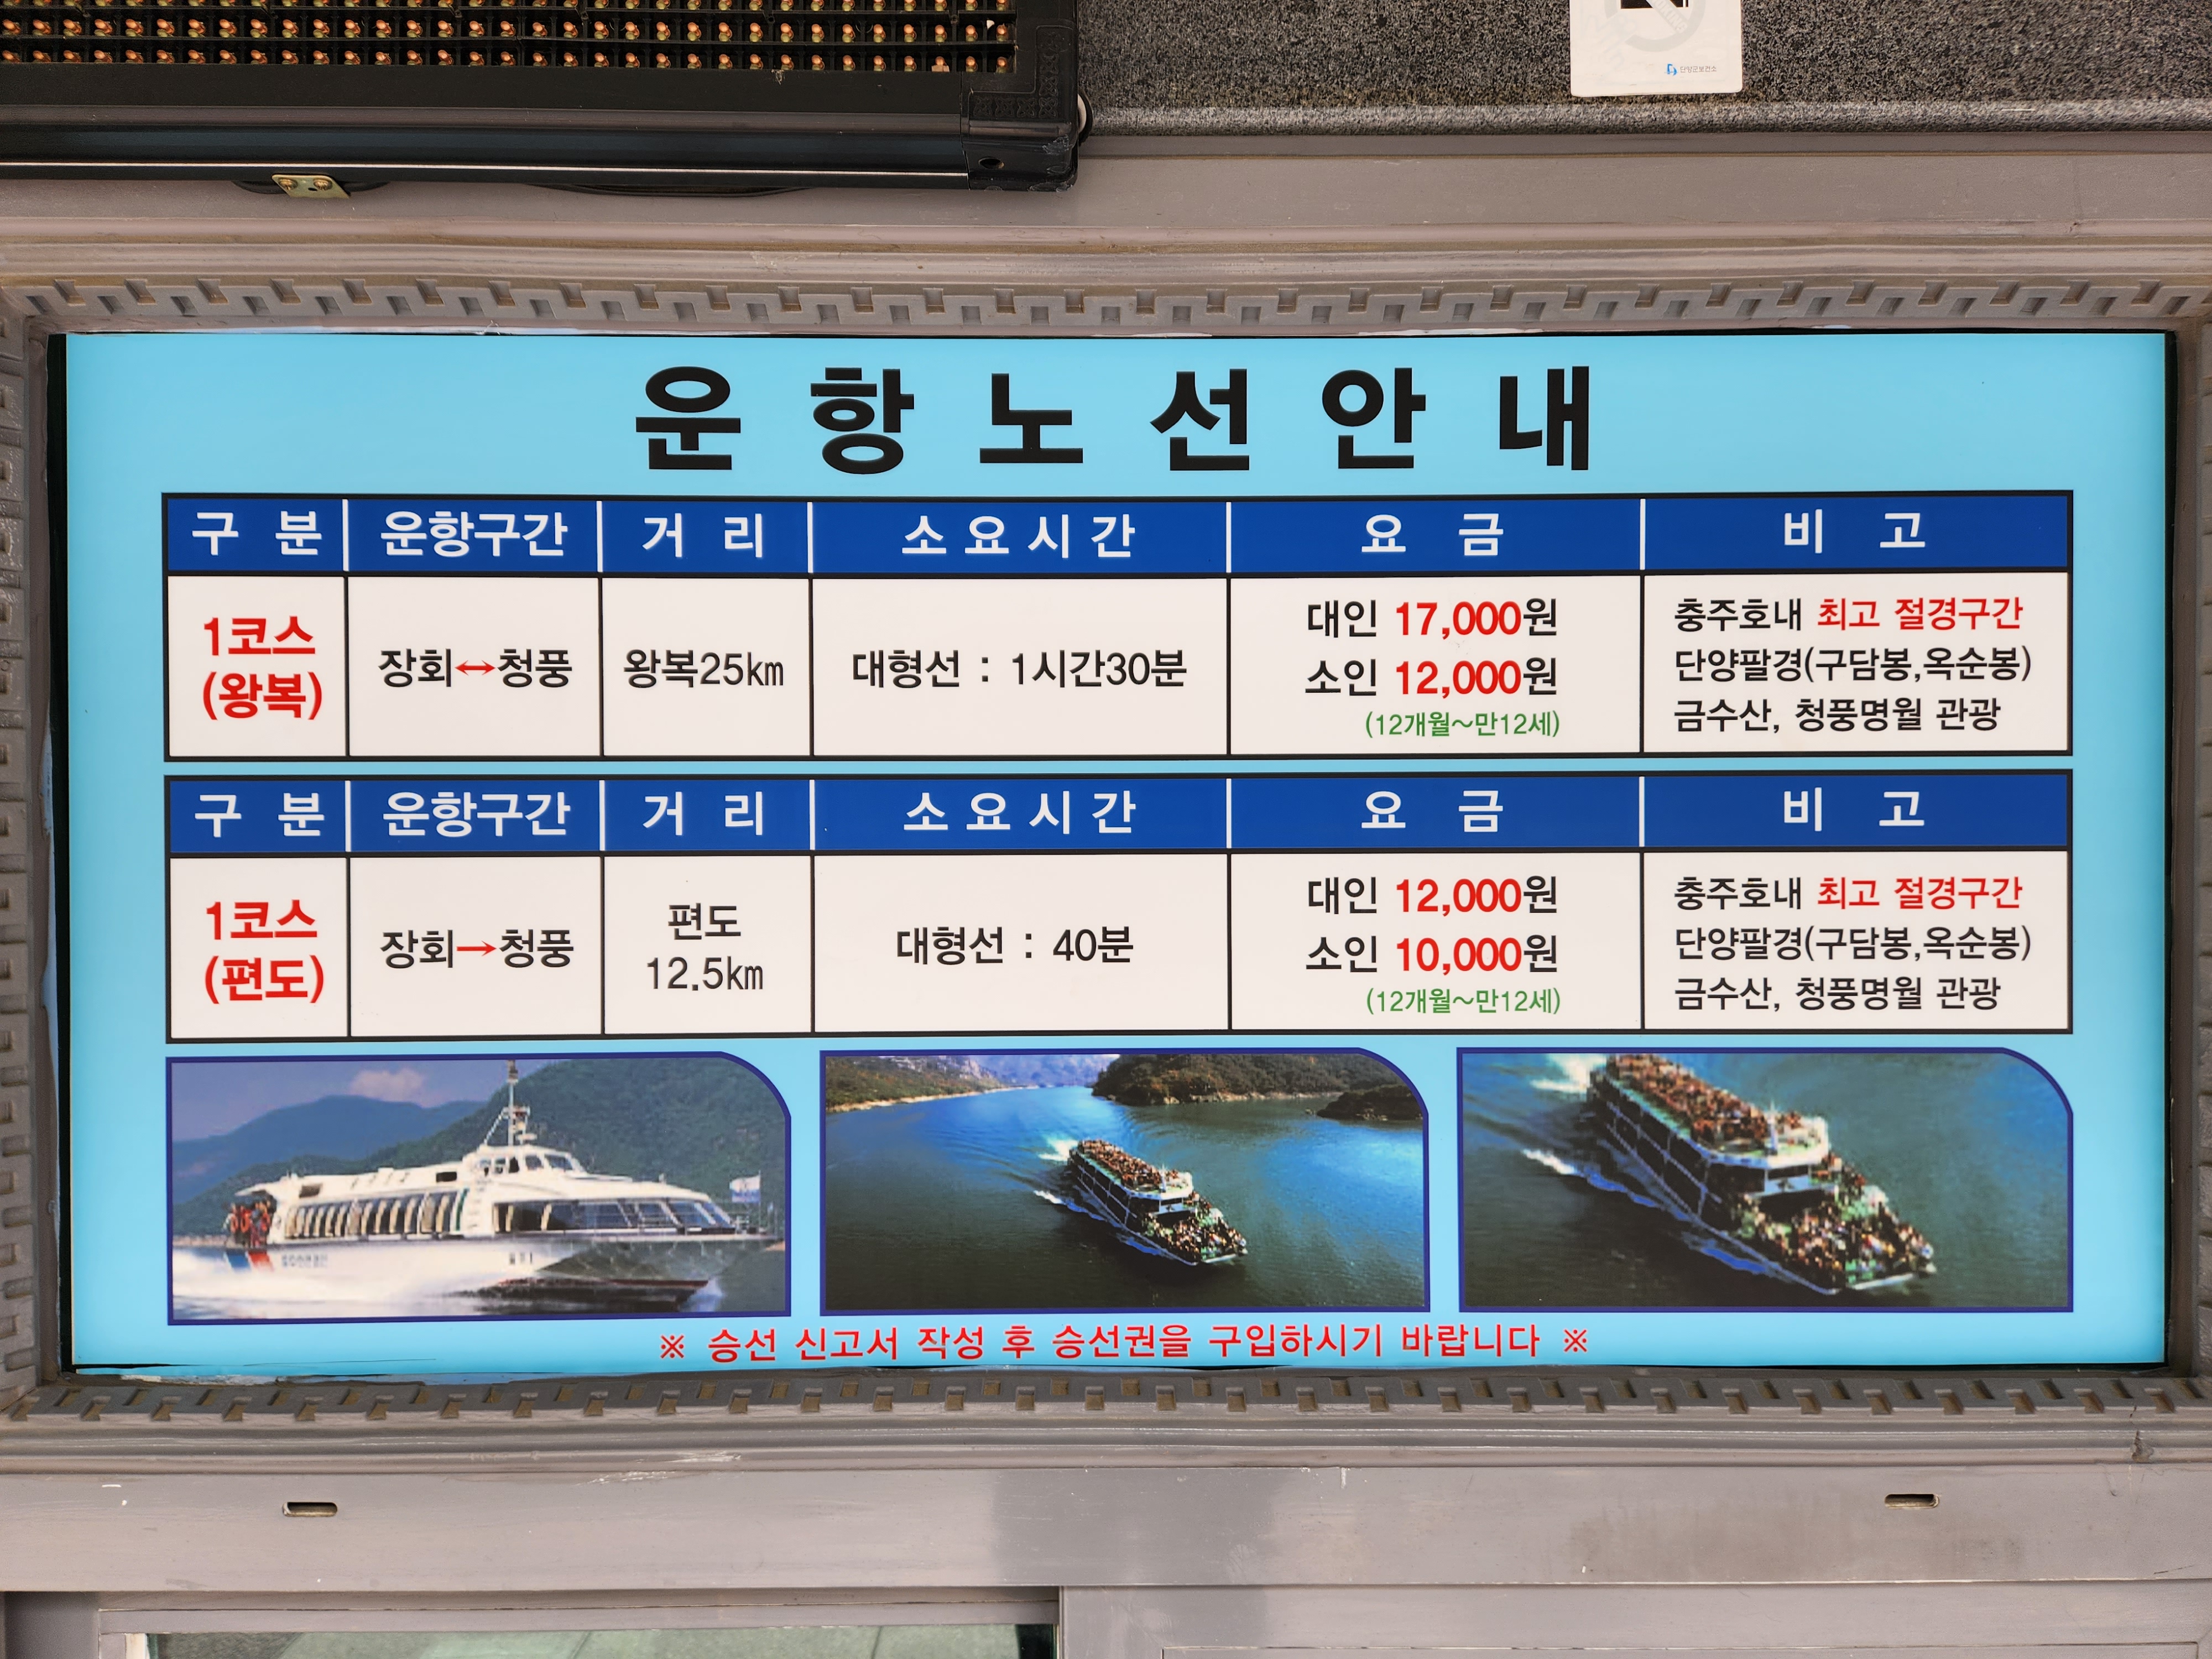 단양군보건소
운항노선안내
구 분 운항구간 거 리 소요시간 요 금 비 고
1코스
(왕복)
장회↔청풍
왕복25km
대형선 : 1시간30분
대인 17,000원
소인 12,000원
(12개월~만12세)
충주호내 최고 절경구간
단양팔경(구담봉,옥순봉)
금수산, 청풍명월 관광
구 분 운항구간 거 리 소요시간 요 금 비 고
1코스
(편도)
장회→청풍
편도
12.5km
대형선 : 40분
대인 12,000원
소인 10,000원
(12개월~만12세)
충주호내 최고 절경구간
단양팔경(구담봉,옥순봉)
금수산, 청풍명월 관광
※ 승선 신고서 작성 후 승선권을 구입하시기 바랍니다 ※